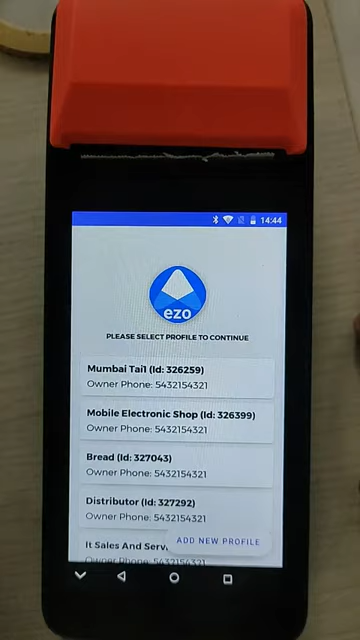 14:44
ezo
PLEASE SELECT PROFILE TO CONTINUE
Mumbai Tai1 (Id: 326259)
Owner Phone: 5432154321
Mobile Electronic Shop (Id: 326399)
Owner Phone: 5432154321
Bread (Id: 327043)
Owner Phone: 5432154321
Distributor (Id: 327292)
Owner Phone: 5432154321
It Sales And
ADD NEW PROFILE
Owner Phone: 5432154321